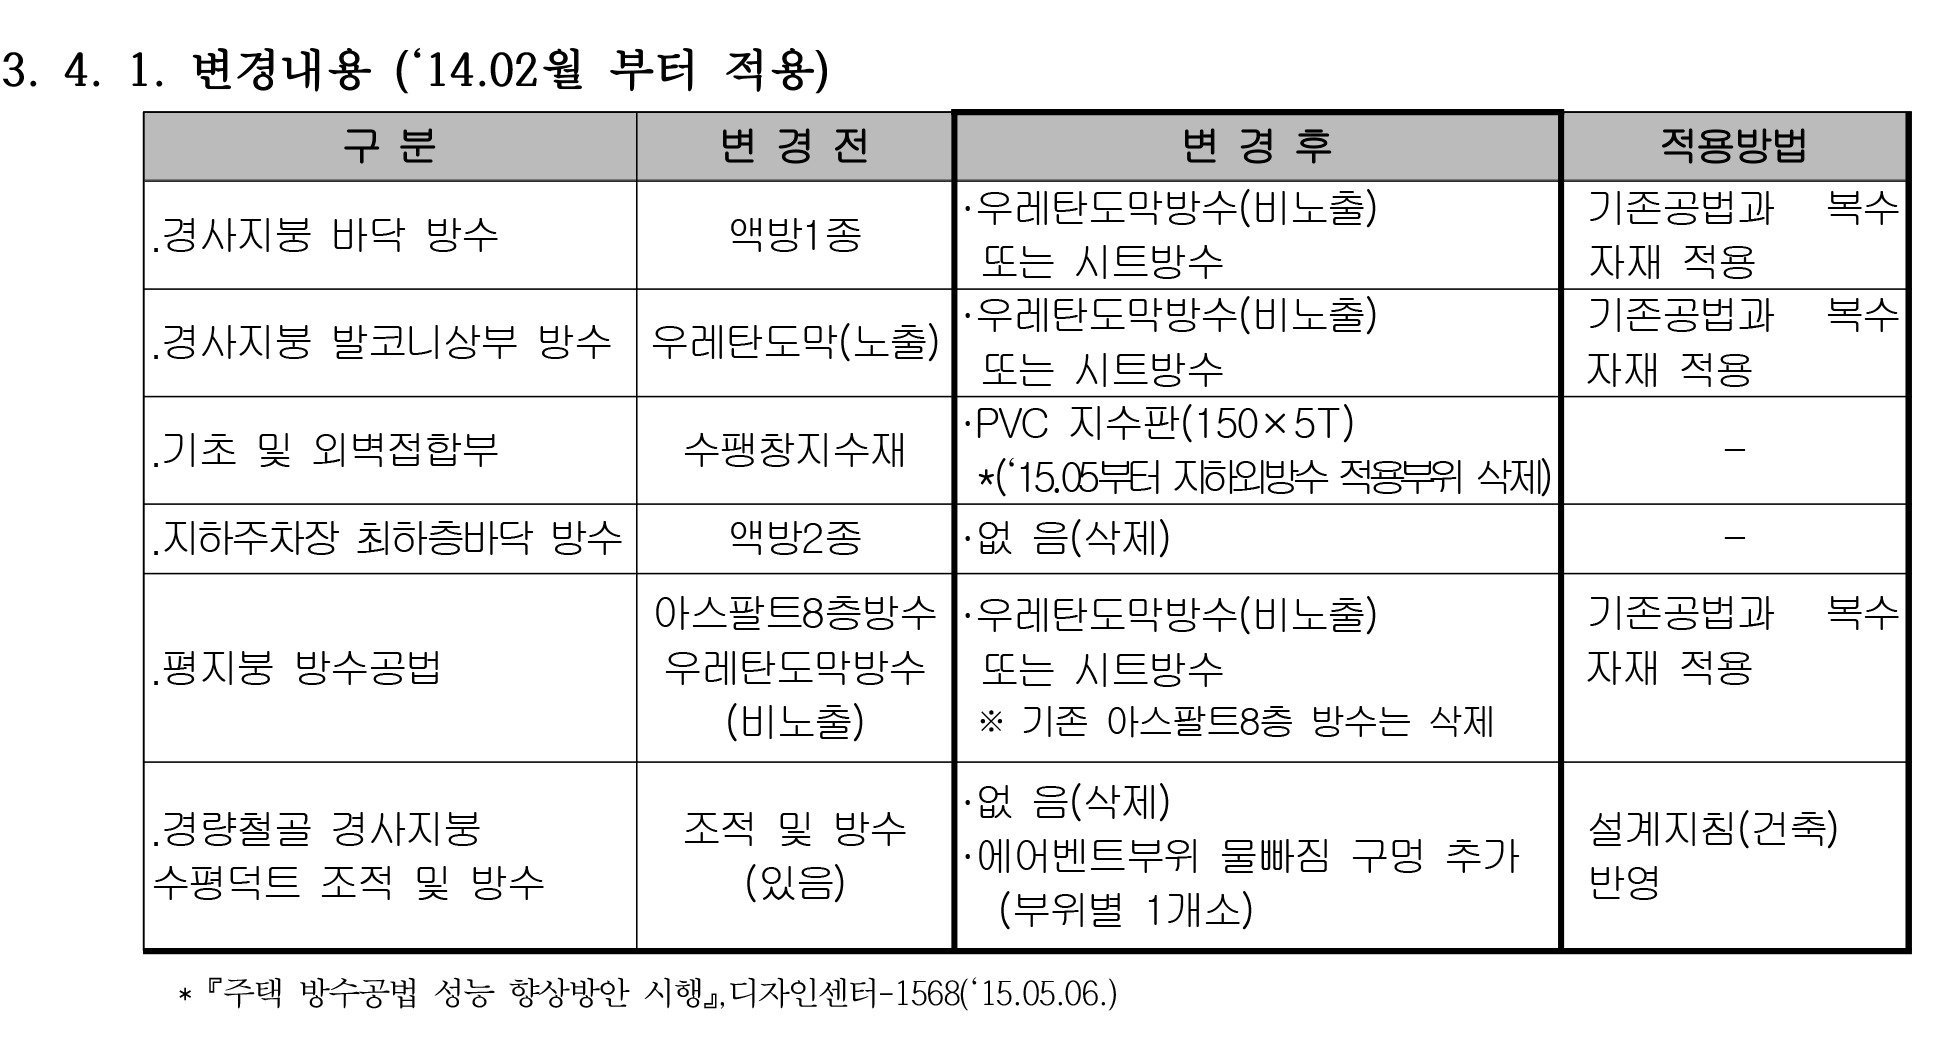 3. 4. 1. 변경내용 (‘14.02월 부터 적용)
구 분 변 경 전 변 경 후 적용방법
.경사지붕 바닥 방수 액방1종 ·우레탄도막방수(비노출) 기존공법과 복수
또는 시트방수 자재 적용
.경사지붕 발코니상부 방수 우레탄도막(노출) ·우레탄도막방수(비노출) 기존공법과 복수
또는 시트방수 자재 적용
.기초 및 외벽접합부 수팽창지수재 ·PVC 지수판(150×5T) -
*(‘15.05부터 지하외방수 적용부위 삭제)
.지하주차장 최하층바닥 방수 액방2종 ·없 음(삭제) -
아스팔트8층방수 ·우레탄도막방수(비노출) 기존공법과 복수
.평지붕 방수공법 우레탄도막방수 또는 시트방수 자재 적용
(비노출) ※ 기존 아스팔트8층 방수는 삭제
·없 음(삭제)
.경량철골 경사지붕 조적 및 방수 ·에어벤트부위 물빠짐 구멍 추가 설계지침(건축)
수평덕트 조적 및 방수 (있음) (부위별 1개소) 반영
* 『주택 방수공법 성능 향상방안 시행』,디자인센터-1568(‘15.05.06.)